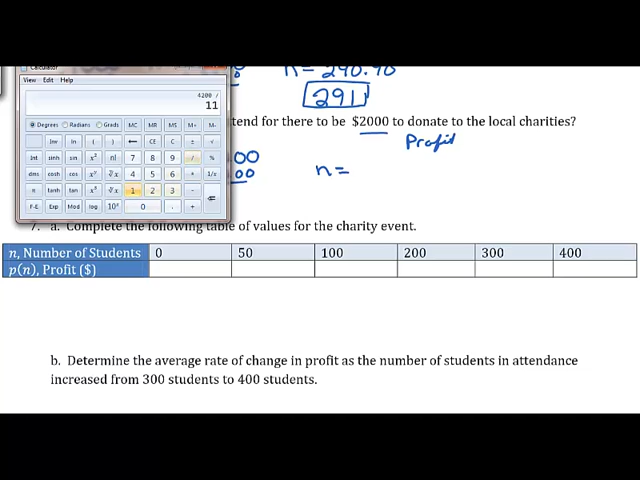 Calculator
n = 290.90
View Edit Help
291
4200 /
11
tend for there to be $2000 to donate to the local charities?
Degrees Radians Grads MC MR MS M+ M-
Profit
Inv ln ( ) ← CE C ± √
Int sinh sin x² n! 7 8 9 / %
00
dms cosh cos 4 5 6 * 1/x
00
n =
π tanh tan x³ 1 2 3 - =
F-E Exp Mod log 10ˣ 0 . +
7. a. Complete the following table of values for the charity event.
n, Number of Students 0 50 100 200 300 400
p(n), Profit ($)
b. Determine the average rate of change in profit as the number of students in attendance
increased from 300 students to 400 students.